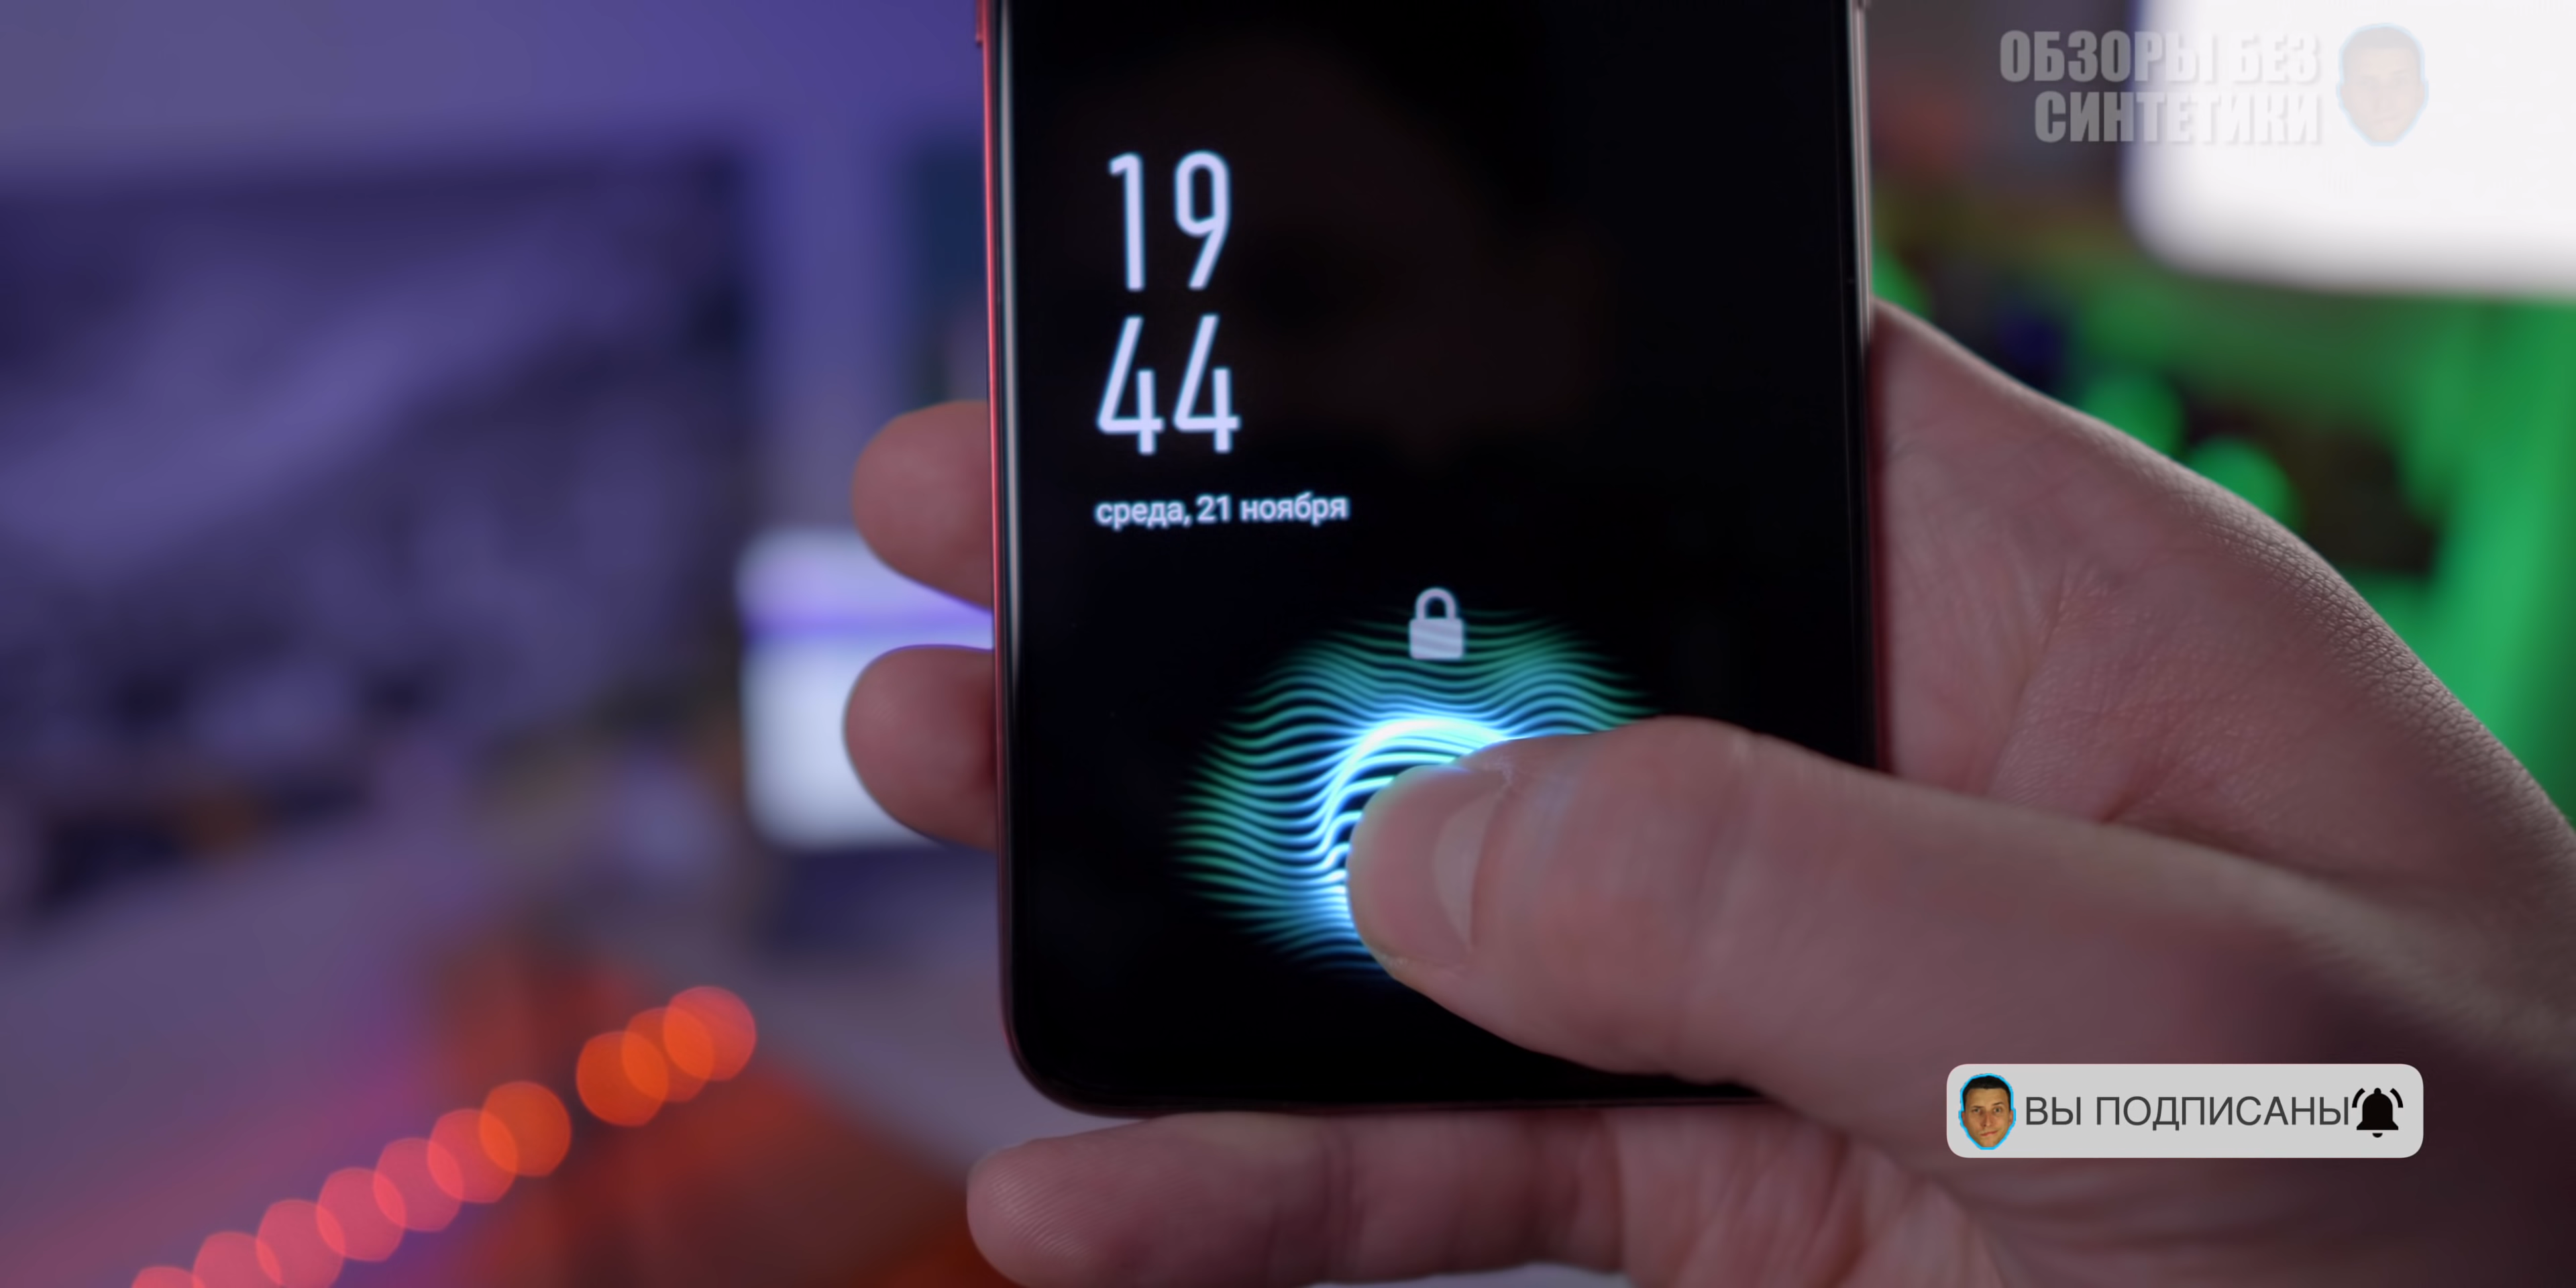 ОБЗОРЫ БЕЗ
СИНТЕТИКИ
19
44
среда, 21 ноября
ВЫ ПОДПИСАНЫ